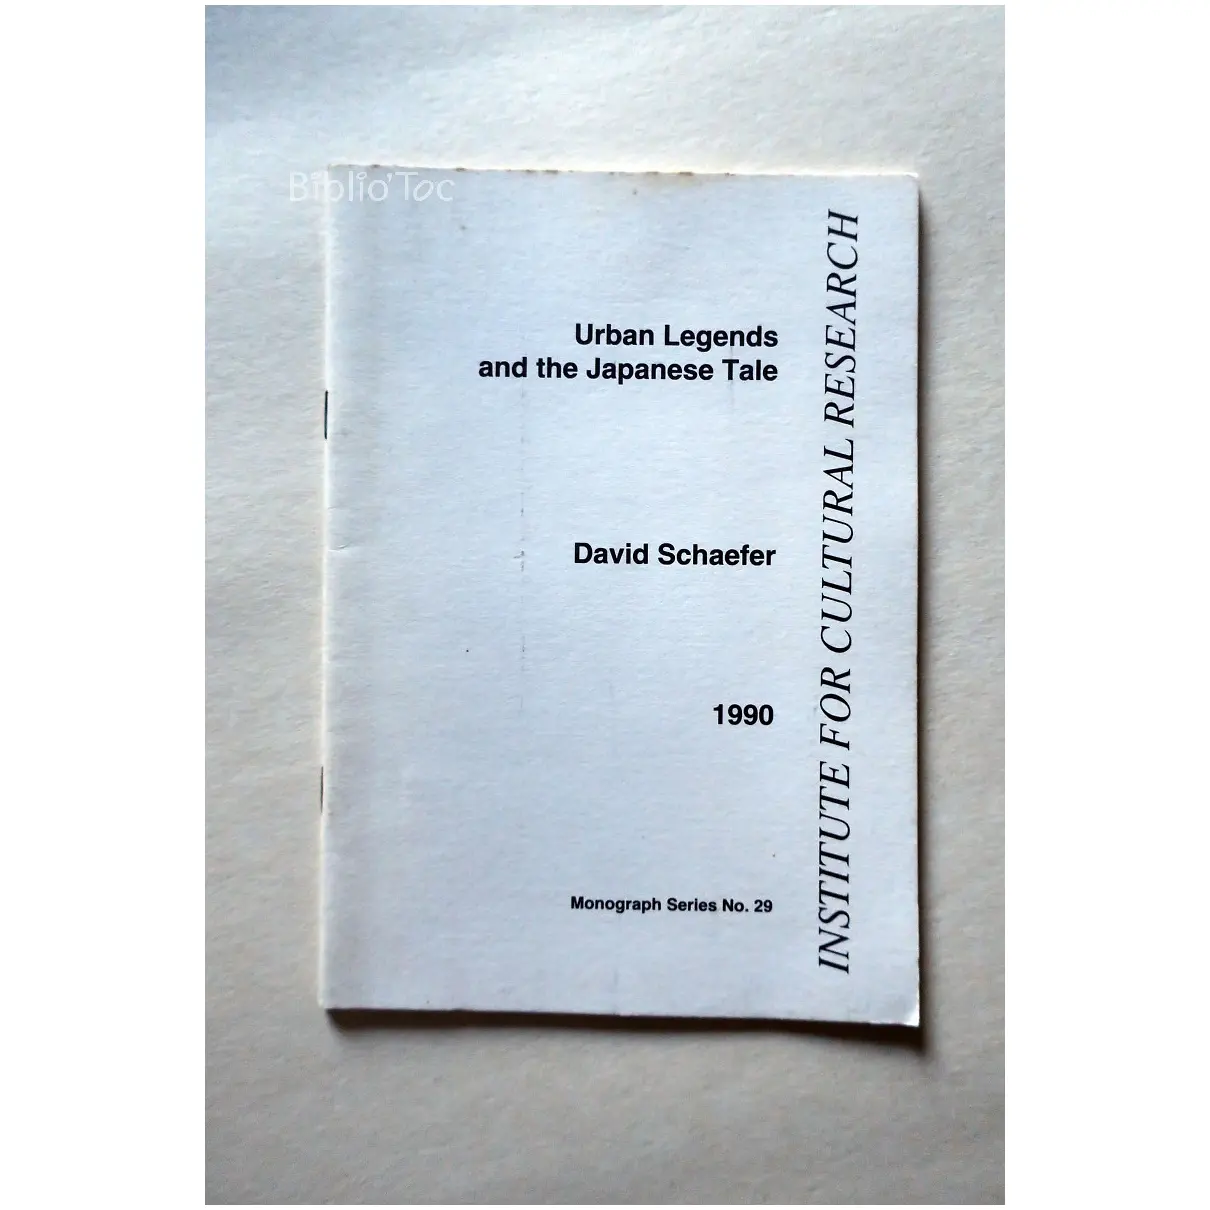 Biblio'Toc
Urban Legends
and the Japanese Tale
David Schaefer
1990
Monograph Series No. 29
INSTITUTE FOR CULTURAL RESEARCH